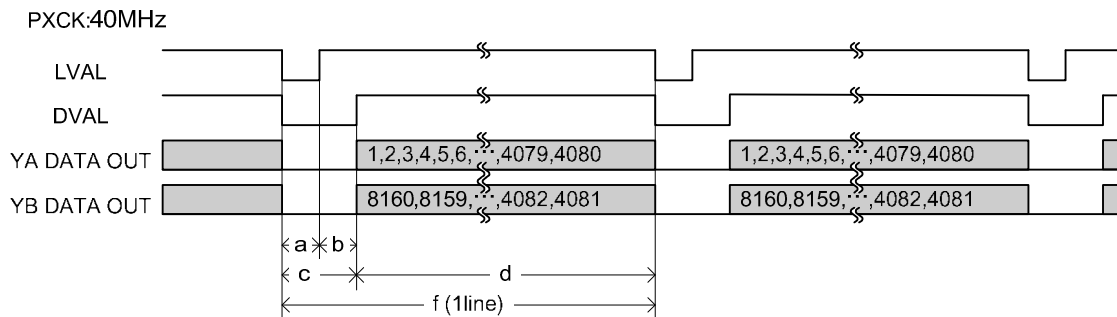 PXCK:40MHz
LVAL
DVAL
YA DATA OUT
1,2,3,4,5,6,···,4079,4080
1,2,3,4,5,6,···,4079,4080
YB DATA OUT
8160,8159,···,4082,4081
8160,8159,···,4082,4081
a b
c d
f (1line)